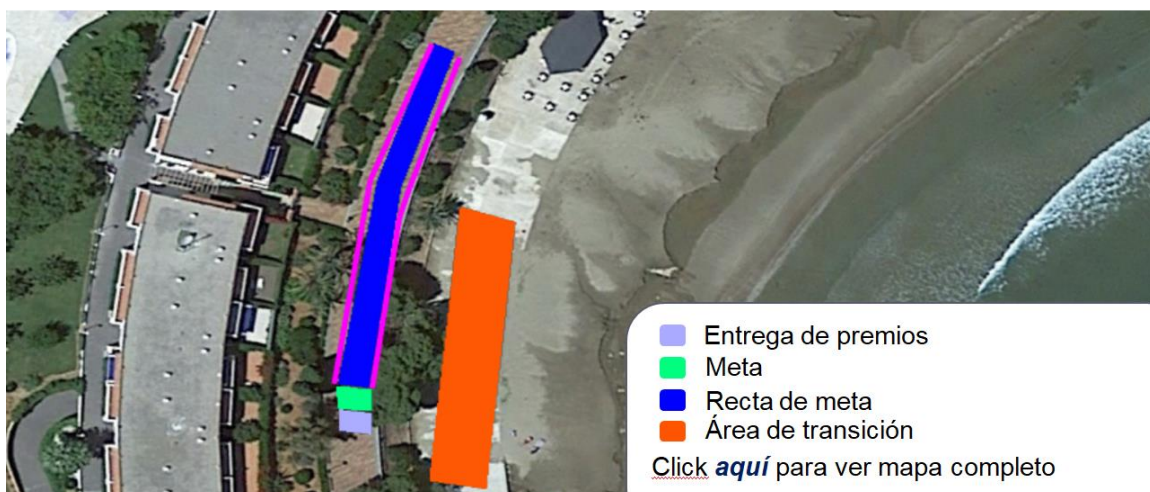 Entrega de premios
Meta
Recta de meta
Área de transición
Click aquí para ver mapa completo